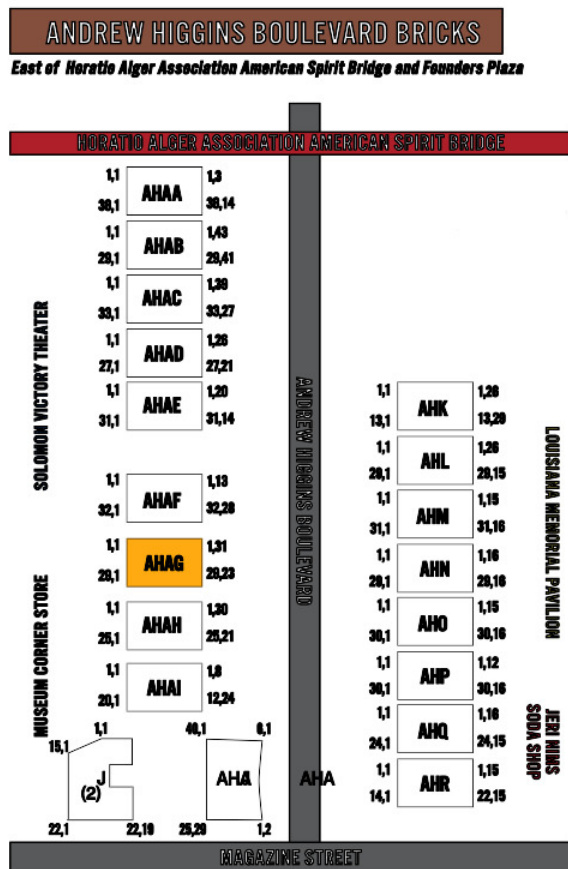 ANDREW HIGGINS BOULEVARD BRICKS
East of Horatio Alger Association American Spirit Bridge and Founders Plaza
HORATIO ALGER ASSOCIATION AMERICAN SPIRIT BRIDGE
SOLOMON VICTORY THEATER
MUSEUM CORNER STORE
1,1 1,3
AHAA
38,1 38,14
1,1 1,43
AHAB
29,1 29,41
1,1 1,39
AHAC
33,1 33,27
1,1 1,26
AHAD
27,1 27,21
1,1 1,20
AHAE
31,1 31,14
1,1 1,13
AHAF
32,1 32,28
1,1 1,31
AHAG
29,1 29,23
1,1 1,30
AHAH
25,1 25,21
1,1 1,8
AHAI
20,1 12,24
1,1
15,1
J
(2)
22,1 22,19
40,1 6,1
25,29 1,2
ANDREW HIGGINS BOULEVARD
AHA
1,1 1,26
AHK
13,1 13,29
1,1 1,26
AHL
29,1 29,15
1,1 1,15
AHM
31,1 31,16
1,1 1,16
AHN
29,1 29,16
1,1 1,15
AHO
30,1 30,16
1,1 1,12
AHP
30,1 30,16
1,1 1,16
AHQ
24,1 24,15
1,1 1,15
AHR
14,1 22,15
LOUISIANA MEMORIAL PAVILION
JERI NIMS
SODA SHOP
MAGAZINE STREET